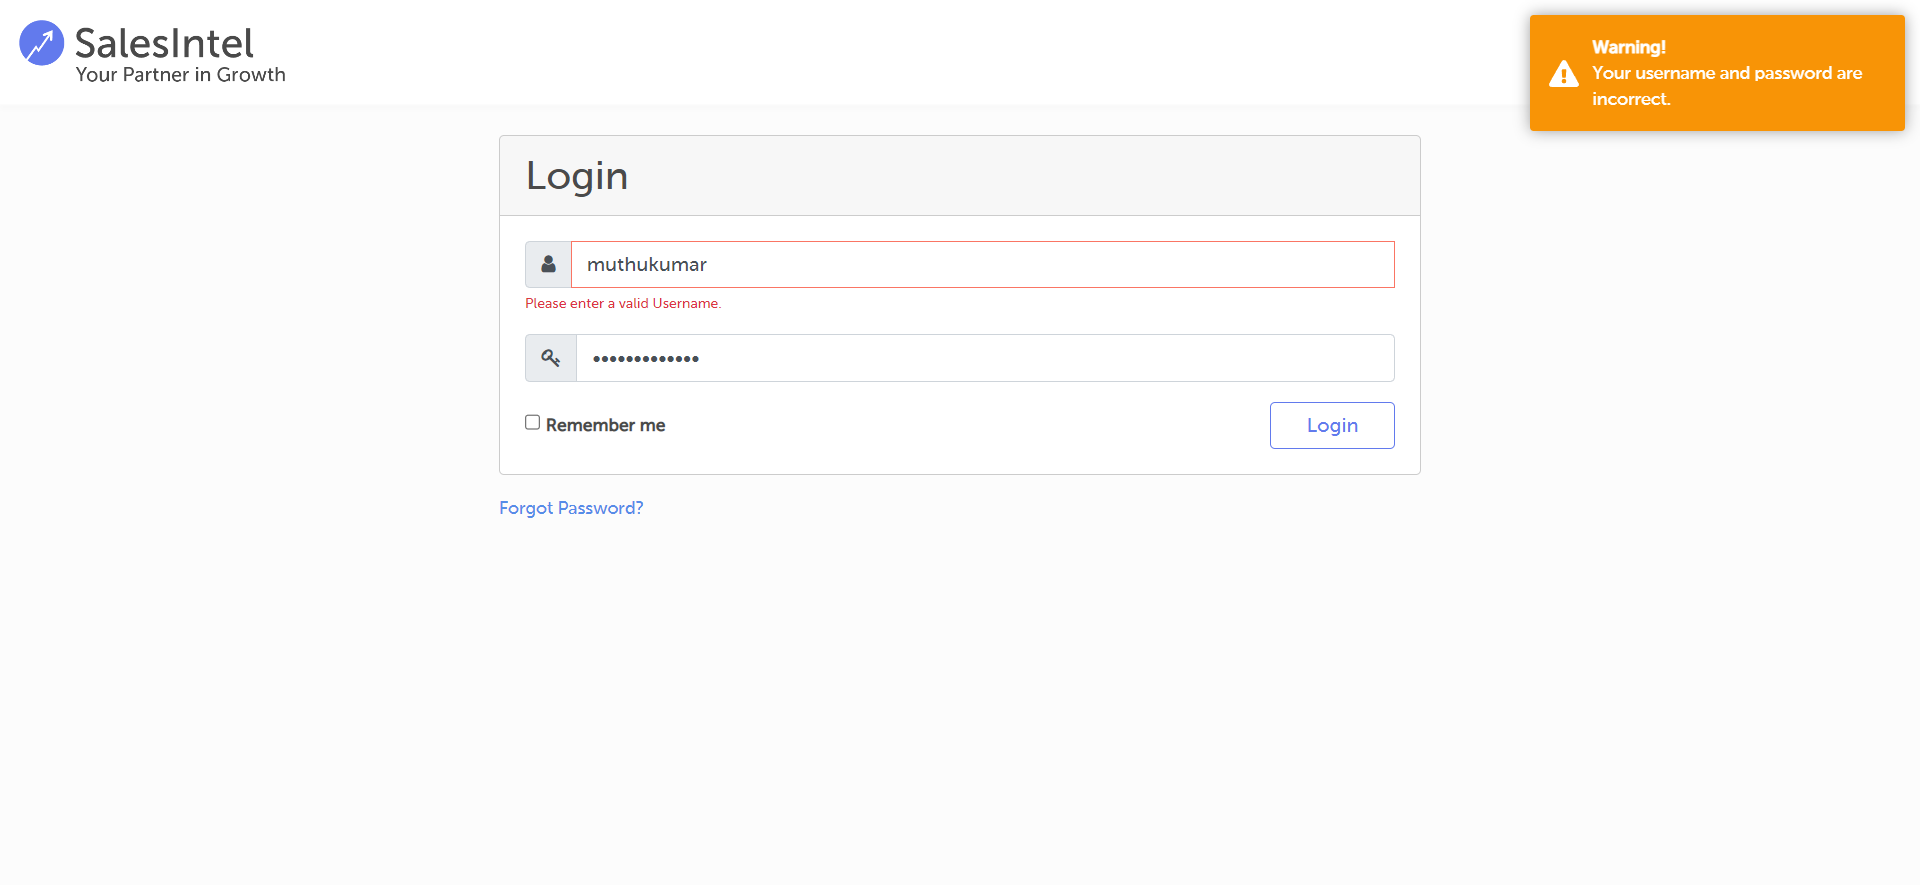 SalesIntel
Your Partner in Growth
Warning!
Your username and password are
incorrect.
Login
muthukumar
Please enter a valid Username.
•••••••••••••
Remember me
Login
Forgot Password?